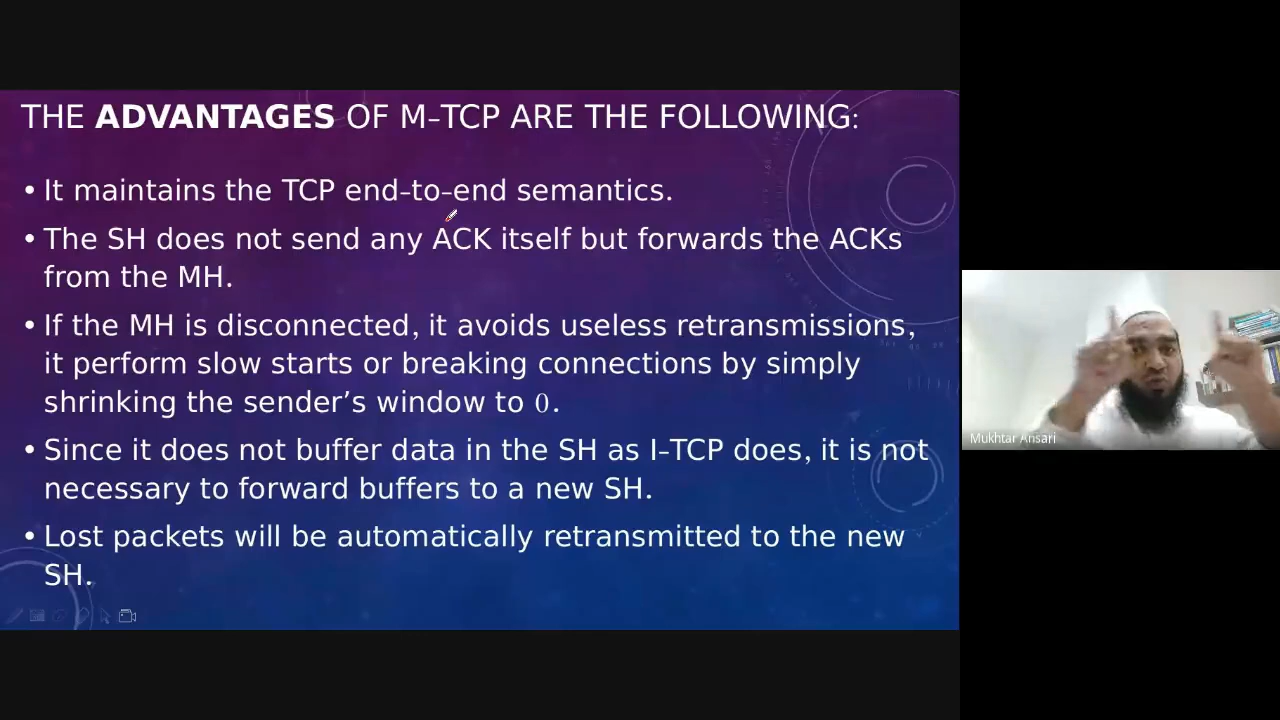 THE ADVANTAGES OF M-TCP ARE THE FOLLOWING:
• It maintains the TCP end-to-end semantics.
• The SH does not send any ACK itself but forwards the ACKs
from the MH.
• If the MH is disconnected, it avoids useless retransmissions,
it perform slow starts or breaking connections by simply
shrinking the sender’s window to 0.
• Since it does not buffer data in the SH as I-TCP does, it is not
necessary to forward buffers to a new SH.
• Lost packets will be automatically retransmitted to the new
SH.
Mukhtar Ansari